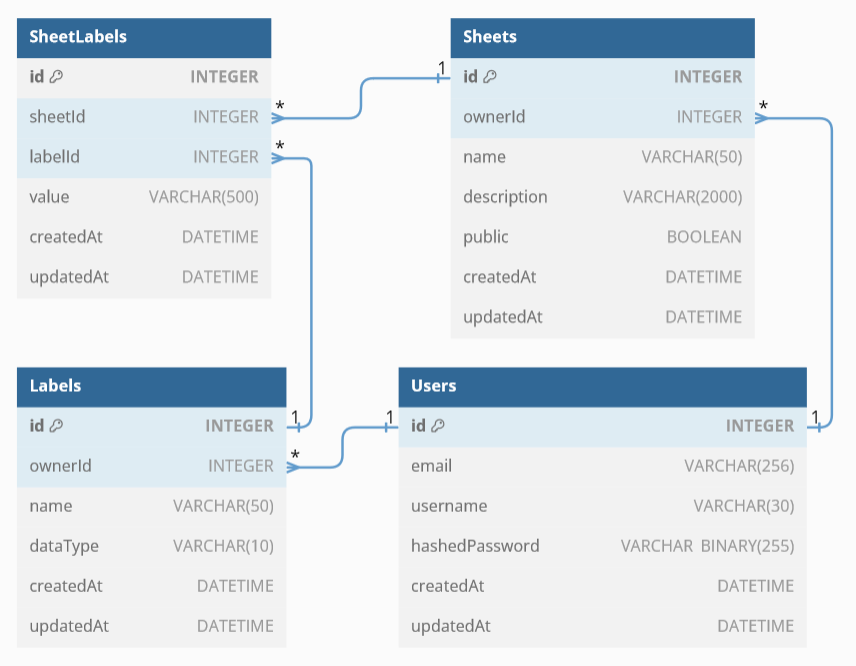 SheetLabels
id INTEGER
sheetId INTEGER
labelId INTEGER
value VARCHAR(500)
createdAt DATETIME
updatedAt DATETIME
*
*
1
Sheets
id INTEGER
ownerId INTEGER
name VARCHAR(50)
description VARCHAR(2000)
public BOOLEAN
createdAt DATETIME
updatedAt DATETIME
*
Labels
id INTEGER
ownerId INTEGER
name VARCHAR(50)
dataType VARCHAR(10)
createdAt DATETIME
updatedAt DATETIME
1
*
1
Users
id INTEGER
email VARCHAR(256)
username VARCHAR(30)
hashedPassword VARCHAR BINARY(255)
createdAt DATETIME
updatedAt DATETIME
1